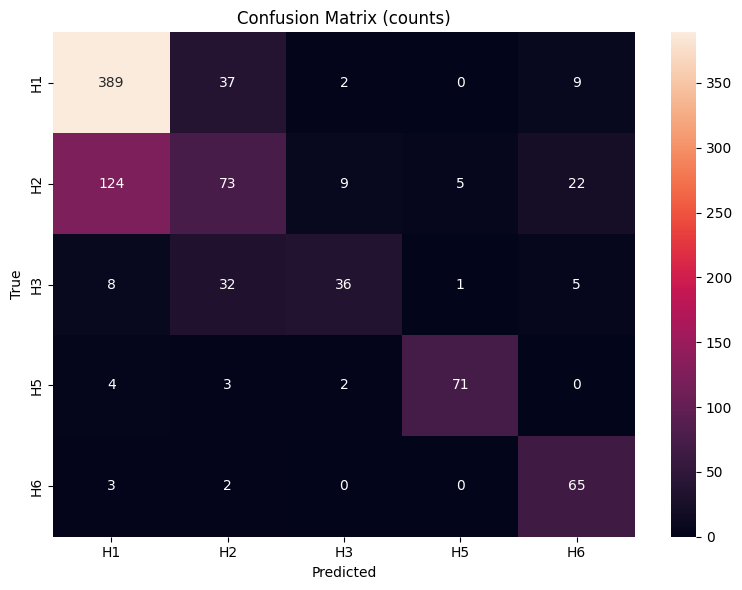 Confusion Matrix (counts)
H1 389 37 2 0 9
H2 124 73 9 5 22
H3 8 32 36 1 5
H5 4 3 2 71 0
H6 3 2 0 0 65
H1 H2 H3 H5 H6
Predicted
True
350
300
250
200
150
100
50
0